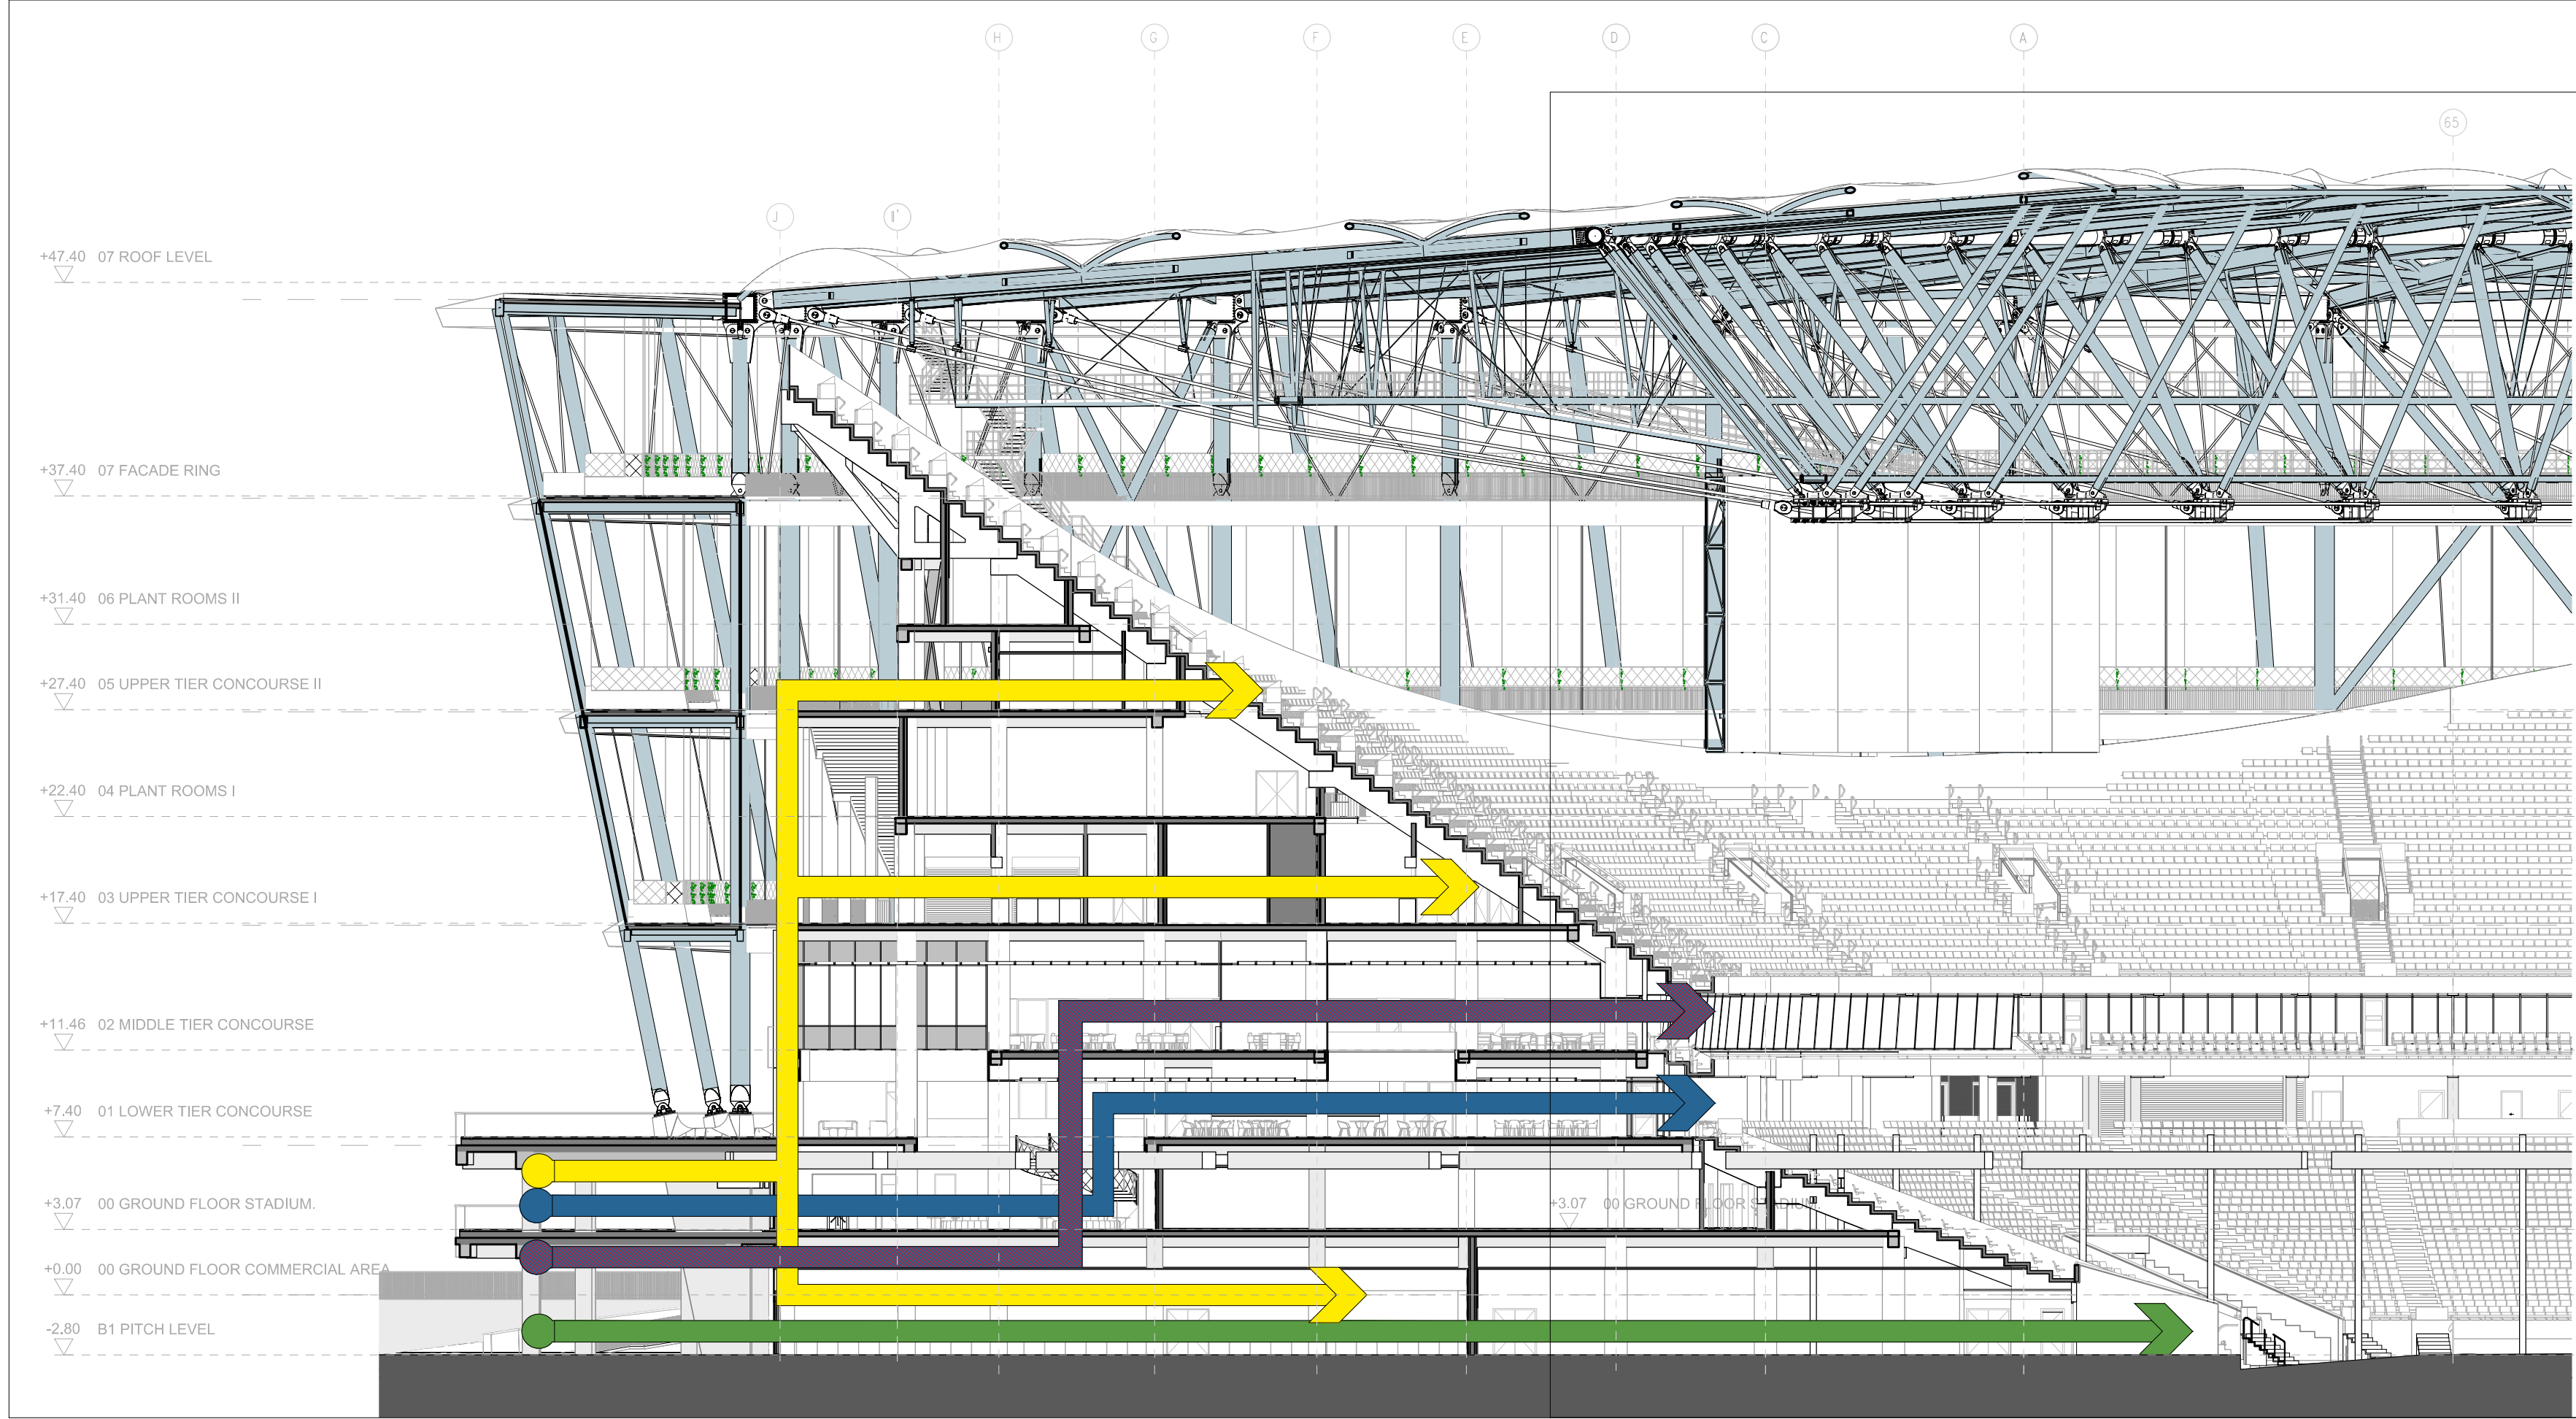 H G F E D C A
65
J II'
+47.40 07 ROOF LEVEL
+37.40 07 FACADE RING
+31.40 06 PLANT ROOMS II
+27.40 05 UPPER TIER CONCOURSE II
+22.40 04 PLANT ROOMS I
+17.40 03 UPPER TIER CONCOURSE I
+11.46 02 MIDDLE TIER CONCOURSE
+7.40 01 LOWER TIER CONCOURSE
+3.07 00 GROUND FLOOR STADIUM.
+3.07 00 GROUND FLOOR STADIUM.
+0.00 00 GROUND FLOOR COMMERCIAL AREA
-2.80 B1 PITCH LEVEL